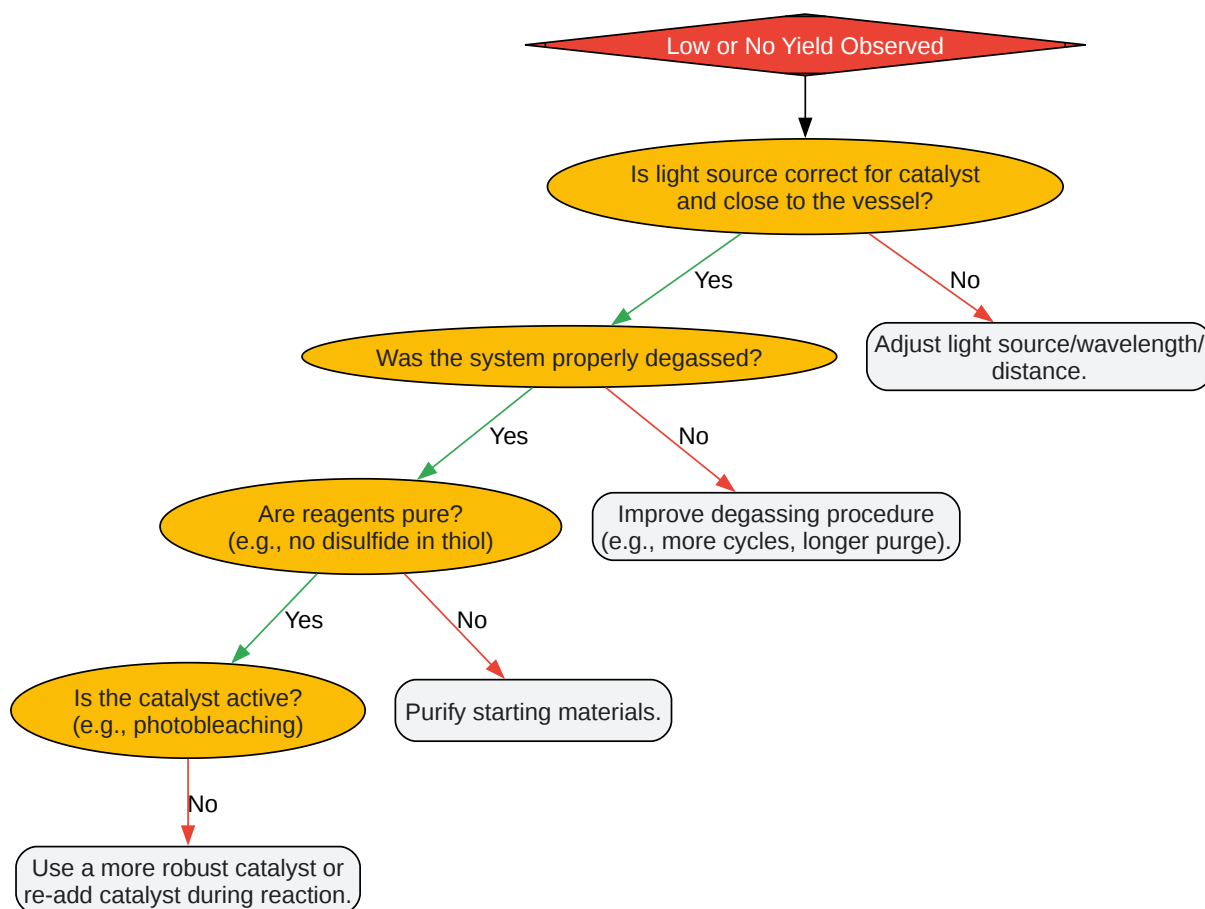 Low or No Yield Observed
Is light source correct for catalyst
and close to the vessel?
Yes
No
Was the system properly degassed?
Adjust light source/wavelength/
distance.
Yes
No
Are reagents pure?
(e.g., no disulfide in thiol)
Improve degassing procedure
(e.g., more cycles, longer purge).
Yes
No
Is the catalyst active?
(e.g., photobleaching)
Purify starting materials.
No
Use a more robust catalyst or
re-add catalyst during reaction.